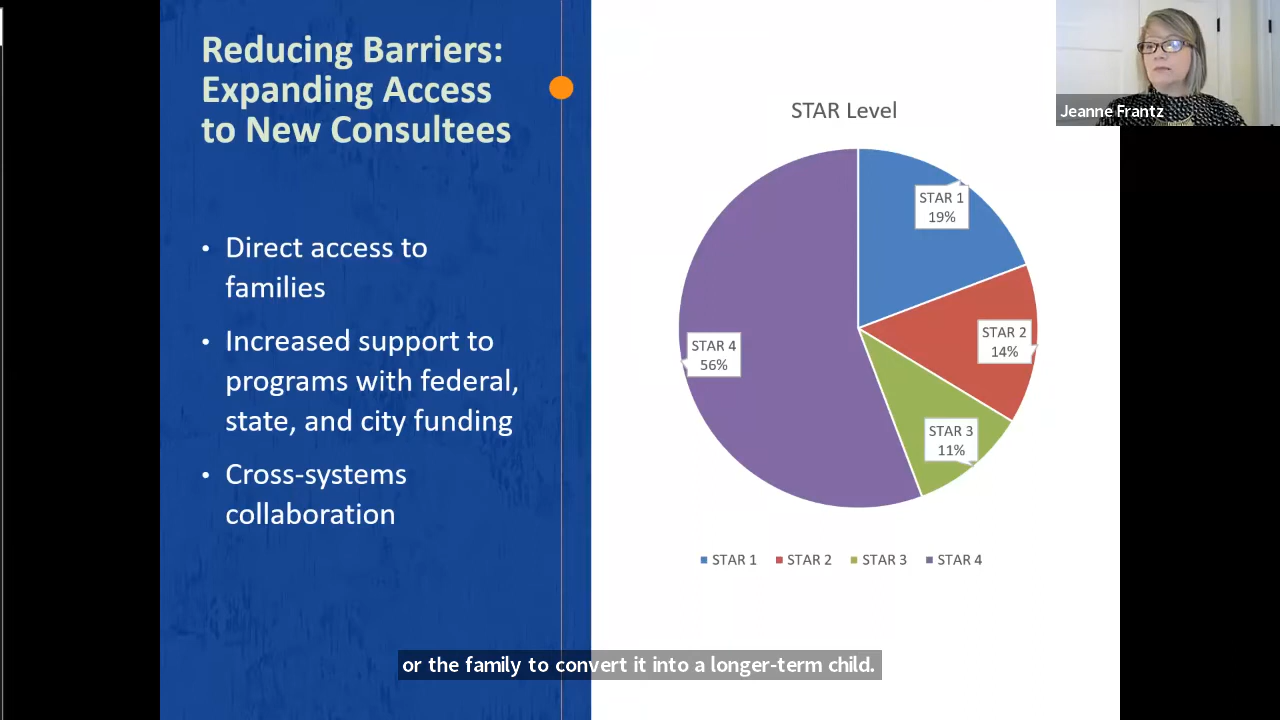 Reducing Barriers:
Expanding Access
to New Consultees
• Direct access to
families
• Increased support to
programs with federal,
state, and city funding
• Cross-systems
collaboration
STAR Level
STAR 1
19%
STAR 2
14%
STAR 3
11%
STAR 4
56%
STAR 1 STAR 2 STAR 3 STAR 4
Jeanne Frantz
or the family to convert it into a longer-term child.